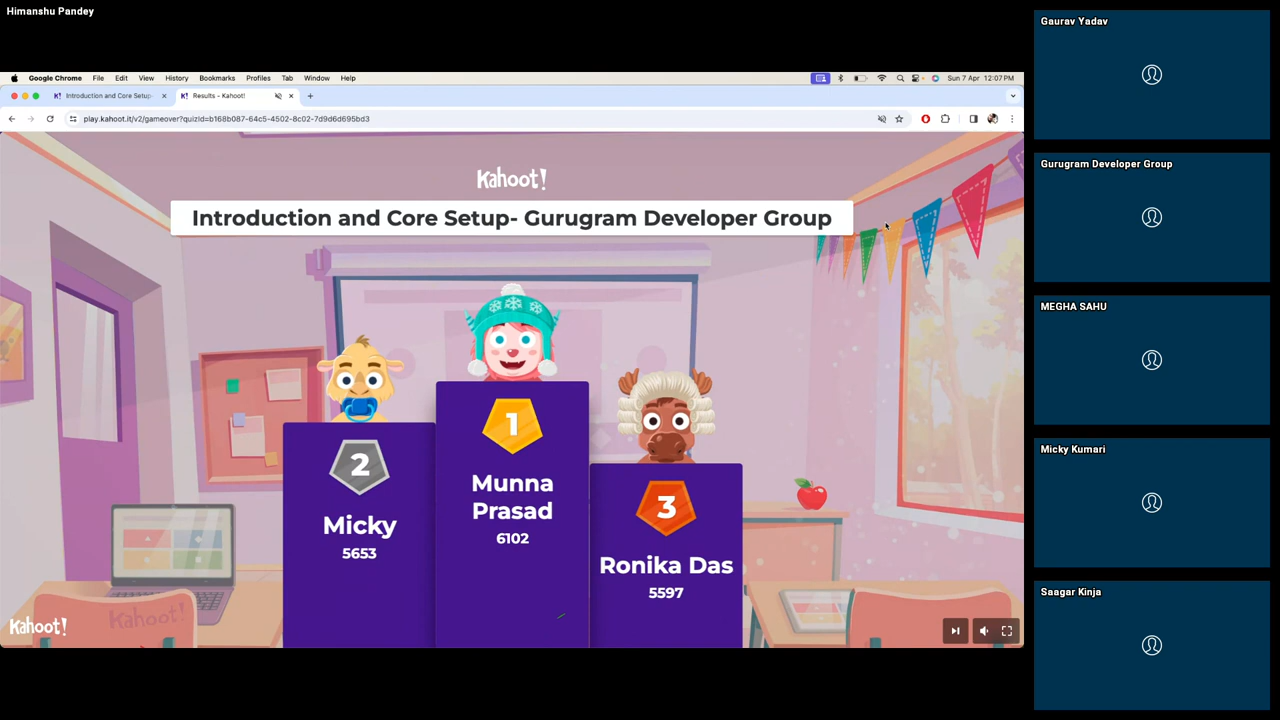 Himanshu Pandey
Google Chrome File Edit View History Bookmarks Profiles Tab Window Help
Sun 7 Apr 12:07 PM
Introduction and Core Setup-
Results - Kahoot!
play.kahoot.it/v2/gameover?quizId=b168b087-64c5-4502-8c02-7d9d6d695bd3
Kahoot!
Introduction and Core Setup- Gurugram Developer Group
1
Munna
Prasad
6102
2
Micky
5653
3
Ronika Das
5597
Kahoot!
Kahoot!
Gaurav Yadav
Gurugram Developer Group
MEGHA SAHU
Micky Kumari
Saagar Kinja